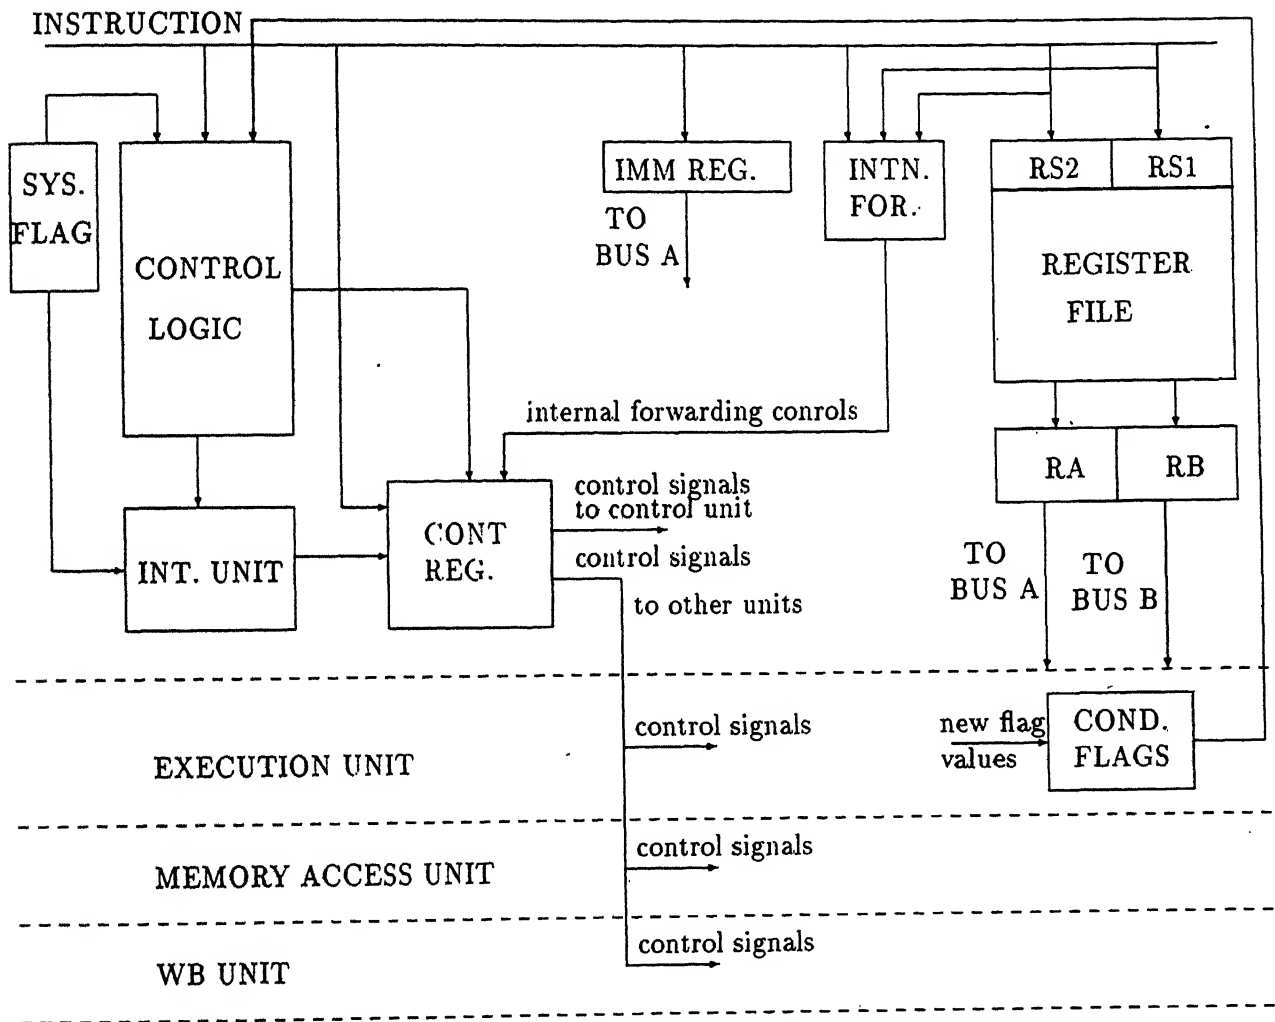 INSTRUCTION
SYS.
FLAG
CONTROL
LOGIC
IMM REG.
TO
BUS A
INTN.
FOR.
RS2
RS1
REGISTER
FILE
internal forwarding conrols
RA
RB
INT. UNIT
CONT
REG.
control signals
to control unit
control signals
to other units
TO
BUS A
TO
BUS B
control signals
new flag
values
COND.
FLAGS
EXECUTION UNIT
control signals
MEMORY ACCESS UNIT
control signals
WB UNIT